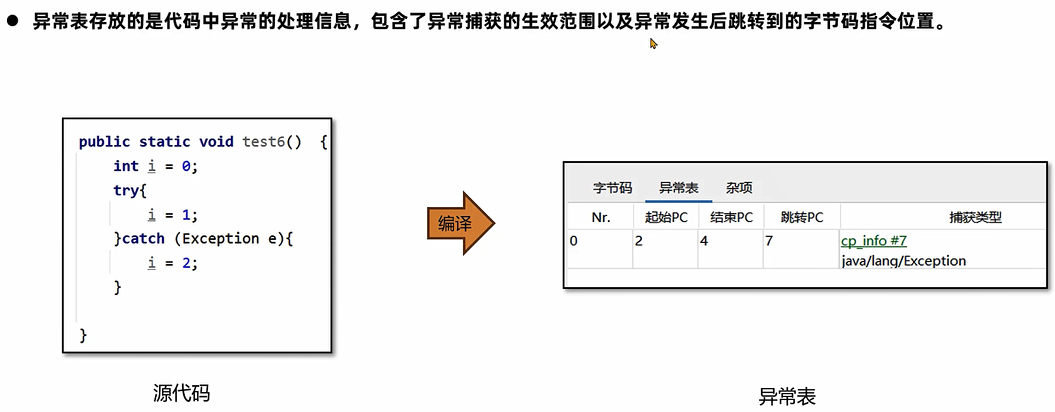 ● 异常表存放的是代码中异常的处理信息，包含了异常捕获的生效范围以及异常发生后跳转到的字节码指令位置。
public static void test6() {
int i = 0;
try{
i = 1;
}catch (Exception e){
i = 2;
}
}
源代码
编译
字节码 异常表 杂项
Nr. 起始PC 结束PC 跳转PC 捕获类型
0 2 4 7 cp_info #7
java/lang/Exception
异常表